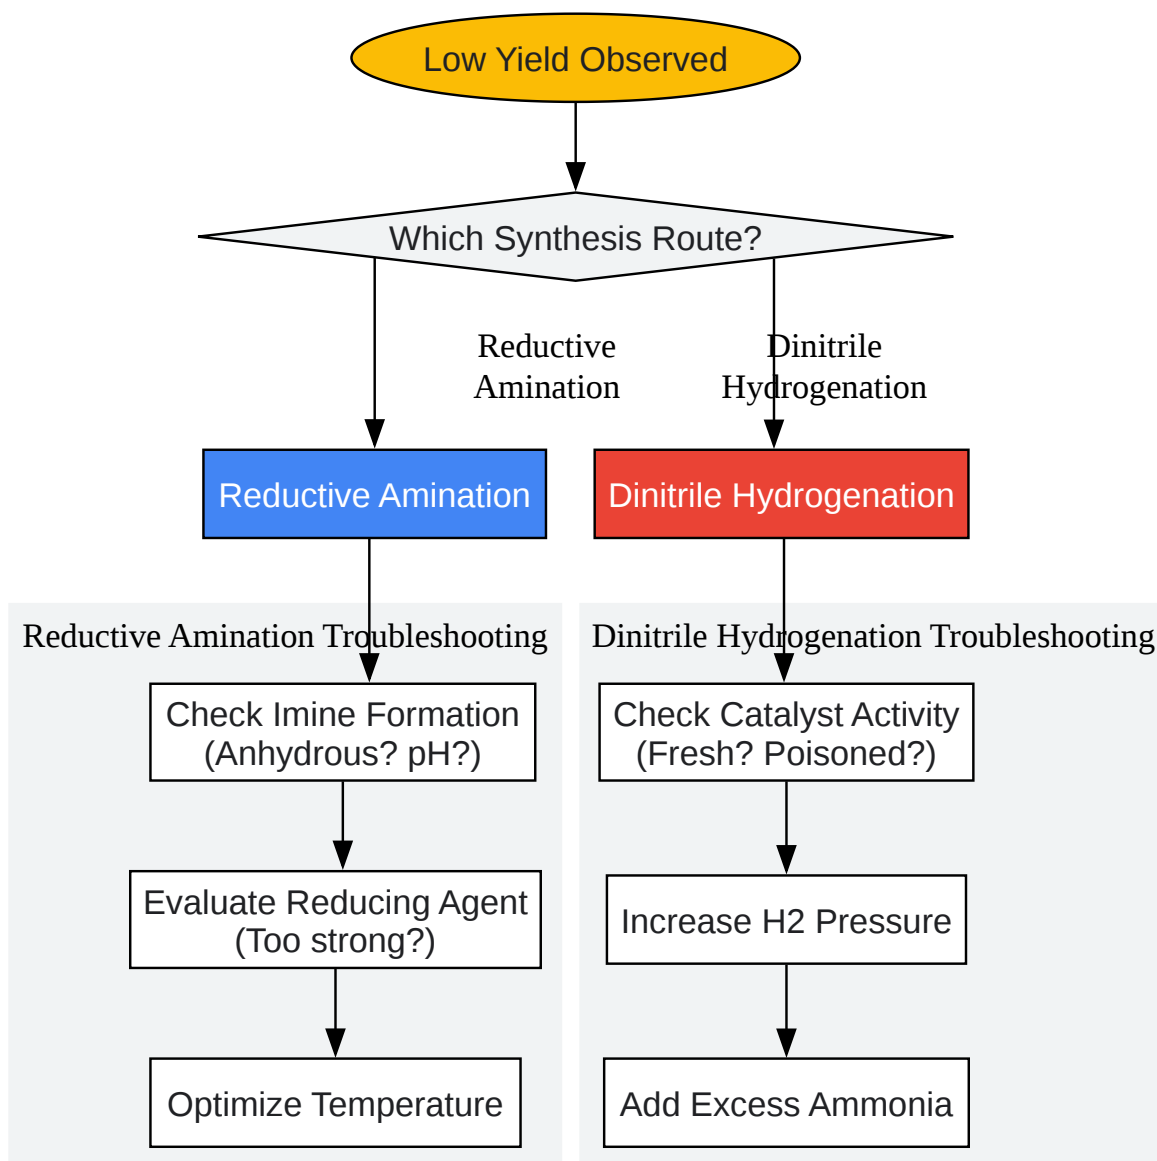 Low Yield Observed
Which Synthesis Route?
Reductive
Amination
Dinitrile
Hydrogenation
Reductive Amination
Dinitrile Hydrogenation
Reductive Amination Troubleshooting
Check Imine Formation
(Anhydrous? pH?)
Evaluate Reducing Agent
(Too strong?)
Optimize Temperature
Dinitrile Hydrogenation Troubleshooting
Check Catalyst Activity
(Fresh? Poisoned?)
Increase H2 Pressure
Add Excess Ammonia